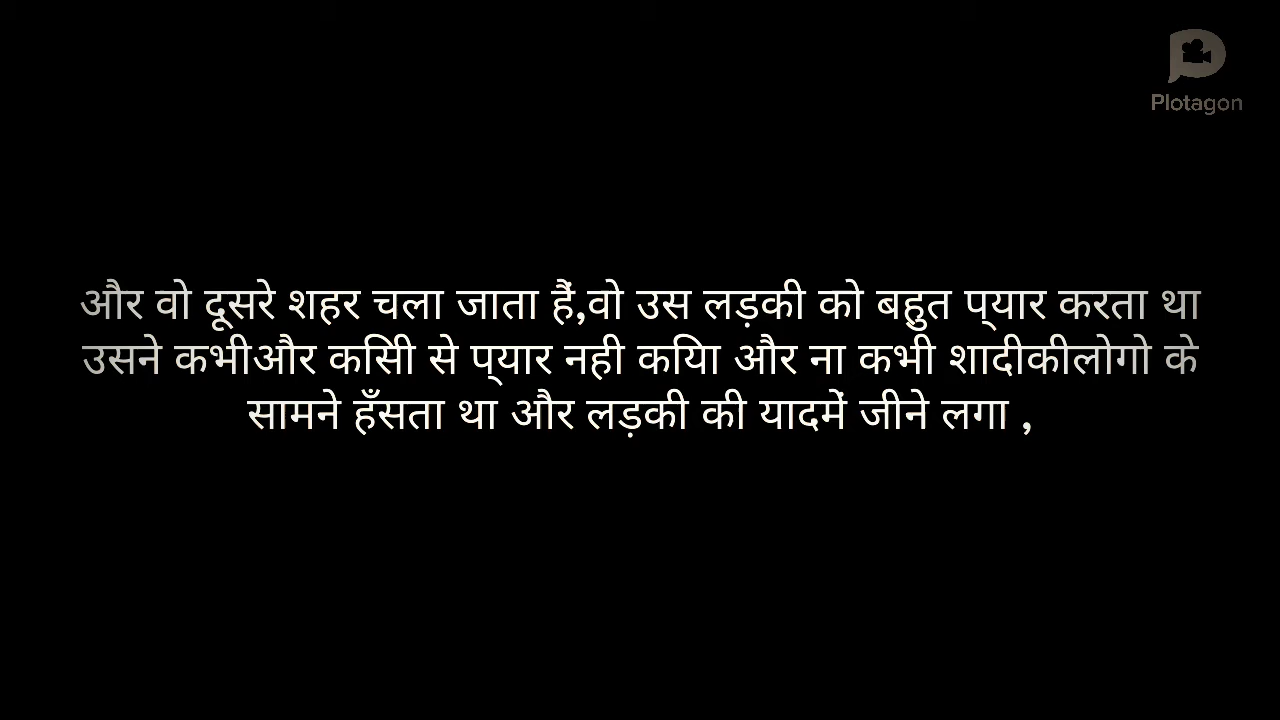 Plotagon
और वो दूसरे शहर चला जाता हैं,वो उस लड़की को बहुत प्यार करता था
उसने कभीऔर किसी से प्यार नही किया और ना कभी शादीकीलोगो के
सामने हँसता था और लड़की की यादमें जीने लगा ,